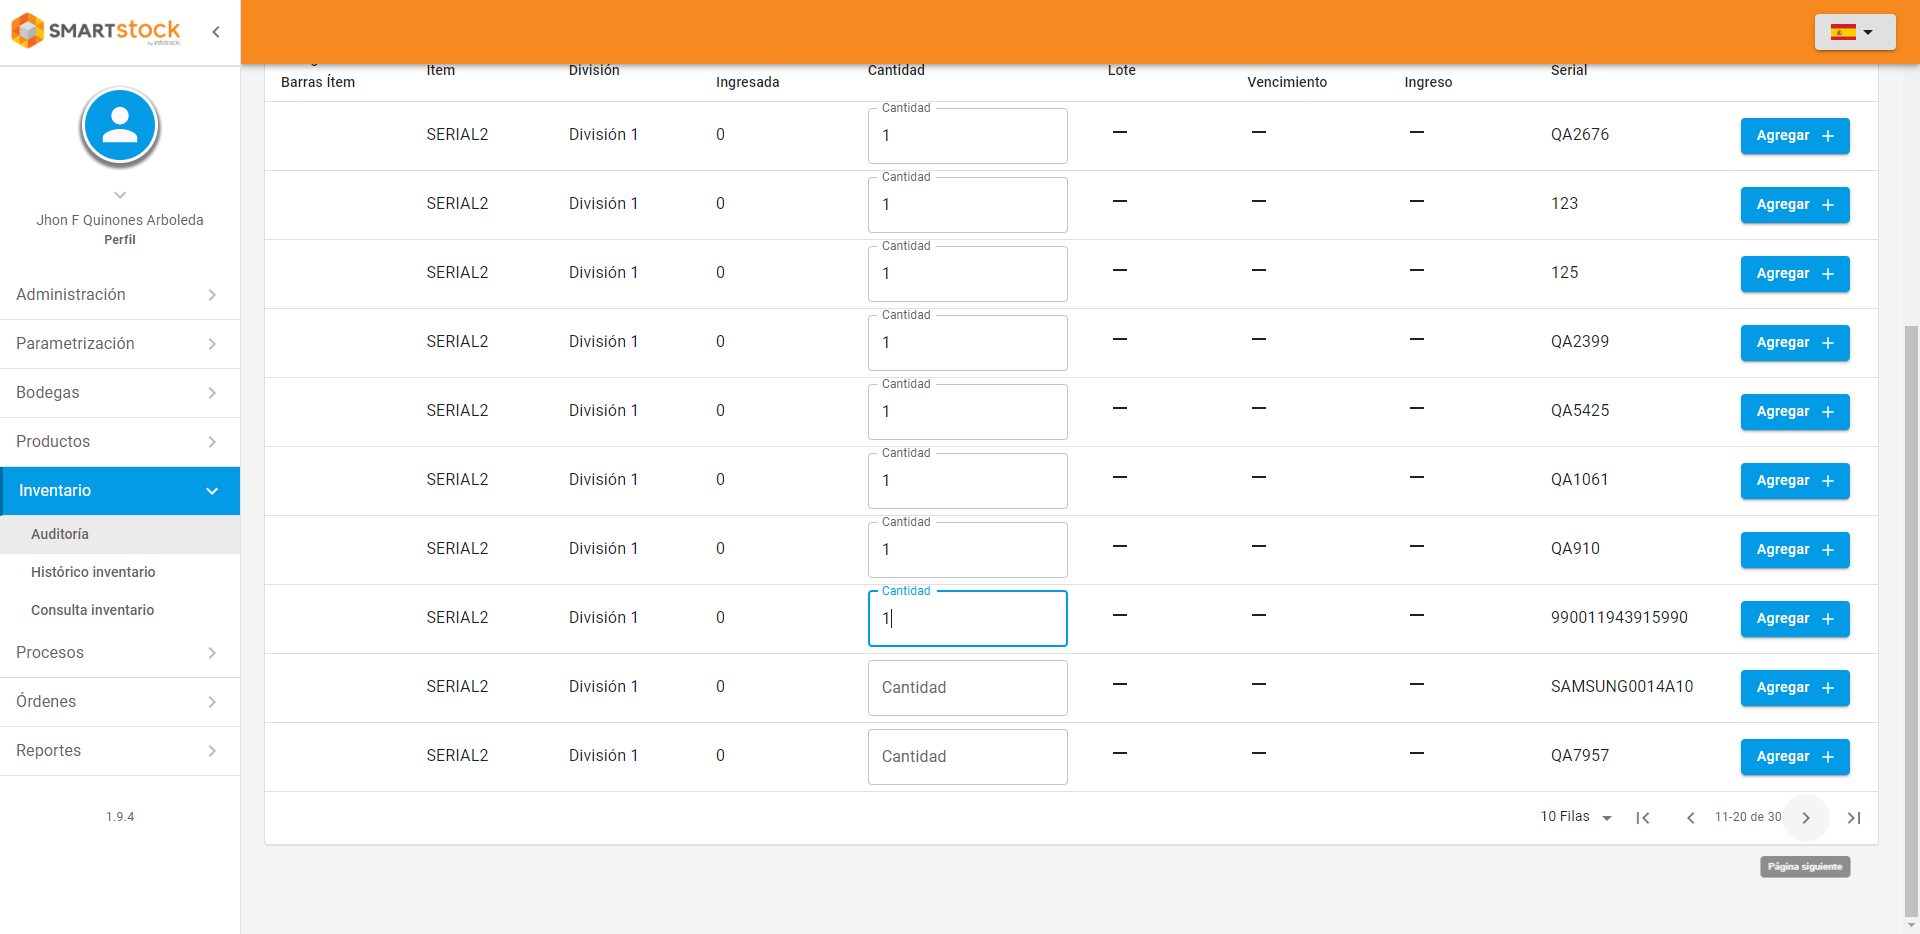 SMARTstock
by infotrack
Jhon F Quinones Arboleda
Perfil
Administración
Parametrización
Bodegas
Productos
Inventario
Auditoría
Histórico inventario
Consulta inventario
Procesos
Órdenes
Reportes
1.9.4
Barras Ítem Item División Ingresada Cantidad Lote Vencimiento Ingreso Serial
Cantidad
SERIAL2 División 1 0 1 — — — QA2676 Agregar +
Cantidad
SERIAL2 División 1 0 1 — — — 123 Agregar +
Cantidad
SERIAL2 División 1 0 1 — — — 125 Agregar +
Cantidad
SERIAL2 División 1 0 1 — — — QA2399 Agregar +
Cantidad
SERIAL2 División 1 0 1 — — — QA5425 Agregar +
Cantidad
SERIAL2 División 1 0 1 — — — QA1061 Agregar +
Cantidad
SERIAL2 División 1 0 1 — — — QA910 Agregar +
Cantidad
SERIAL2 División 1 0 1 — — — 990011943915990 Agregar +
SERIAL2 División 1 0 Cantidad — — — SAMSUNG0014A10 Agregar +
SERIAL2 División 1 0 Cantidad — — — QA7957 Agregar +
10 Filas 11-20 de 30
Página siguiente